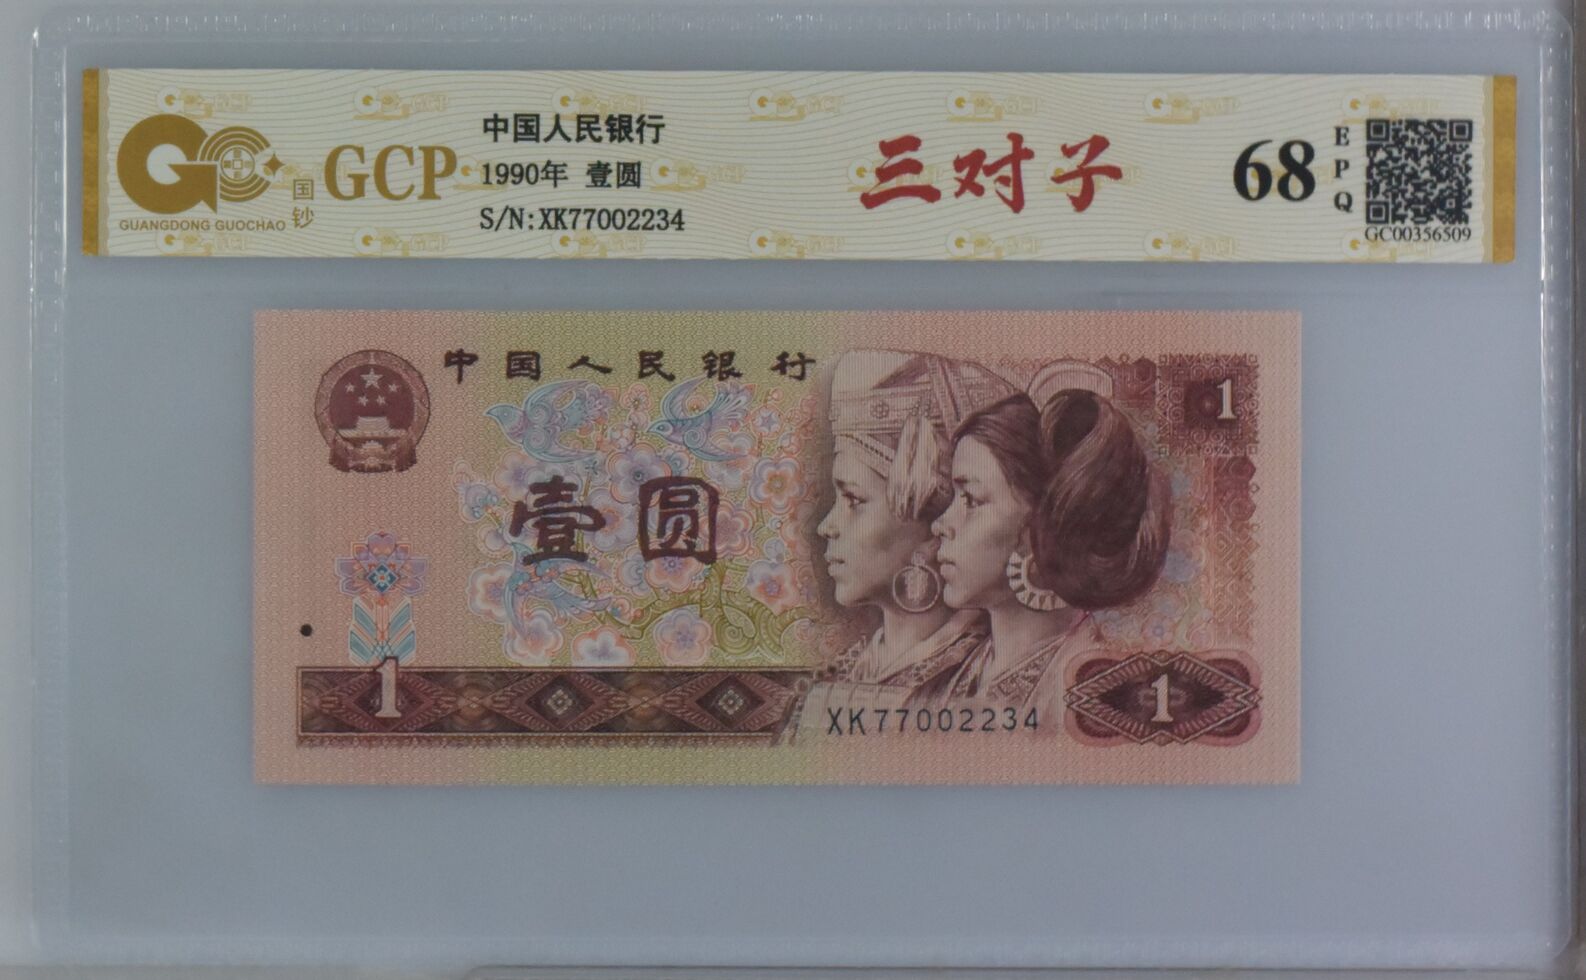 GUANGDONG GUOCHAO
国钞
GCP
中国人民银行
1990年 壹圆
S/N:XK77002234
三对子
68
EPQ
GC00356509
中国人民银行
1
壹圆
1
XK77002234
1